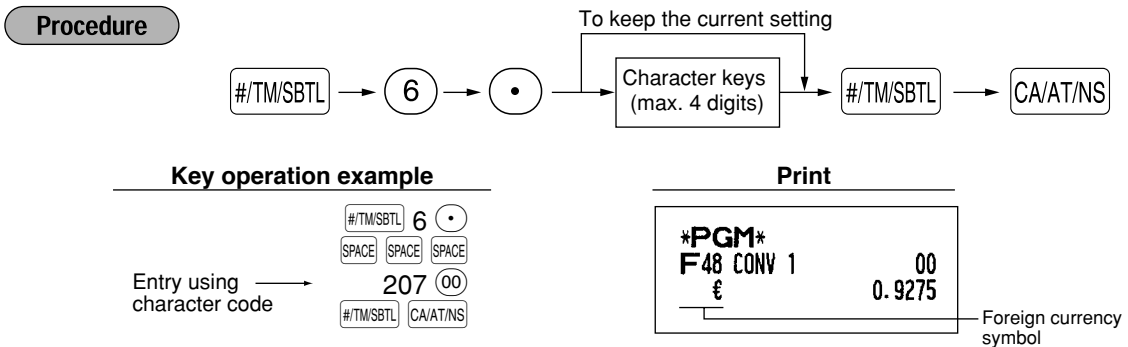 Procedure
To keep the current setting
#/TM/SBTL 6 • Character keys (max. 4 digits) #/TM/SBTL CA/AT/NS
Key operation example
#/TM/SBTL 6 •
SPACE SPACE SPACE
Entry using character code 207 00
#/TM/SBTL CA/AT/NS
Print
*PGM*
F48 CONV 1 00
€ 0.9275
Foreign currency
symbol